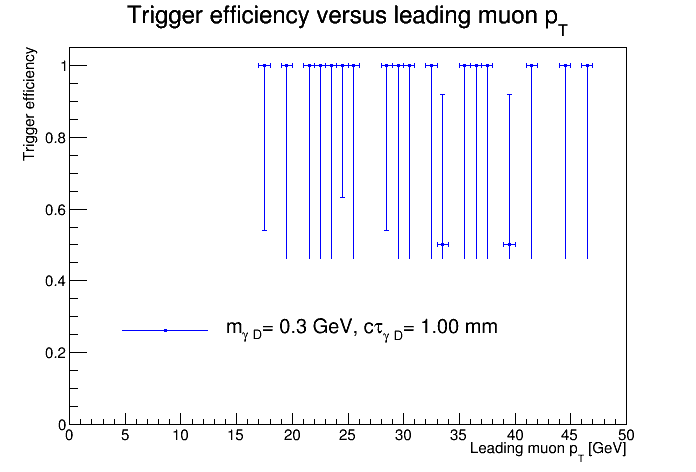 Trigger efficiency versus leading muon p_T
Trigger efficiency
1
0.8
0.6
0.4
0.2
0
m_γ D= 0.3 GeV, cτ_γ D= 1.00 mm
0 5 10 15 20 25 30 35 40 45 50
Leading muon p_T [GeV]